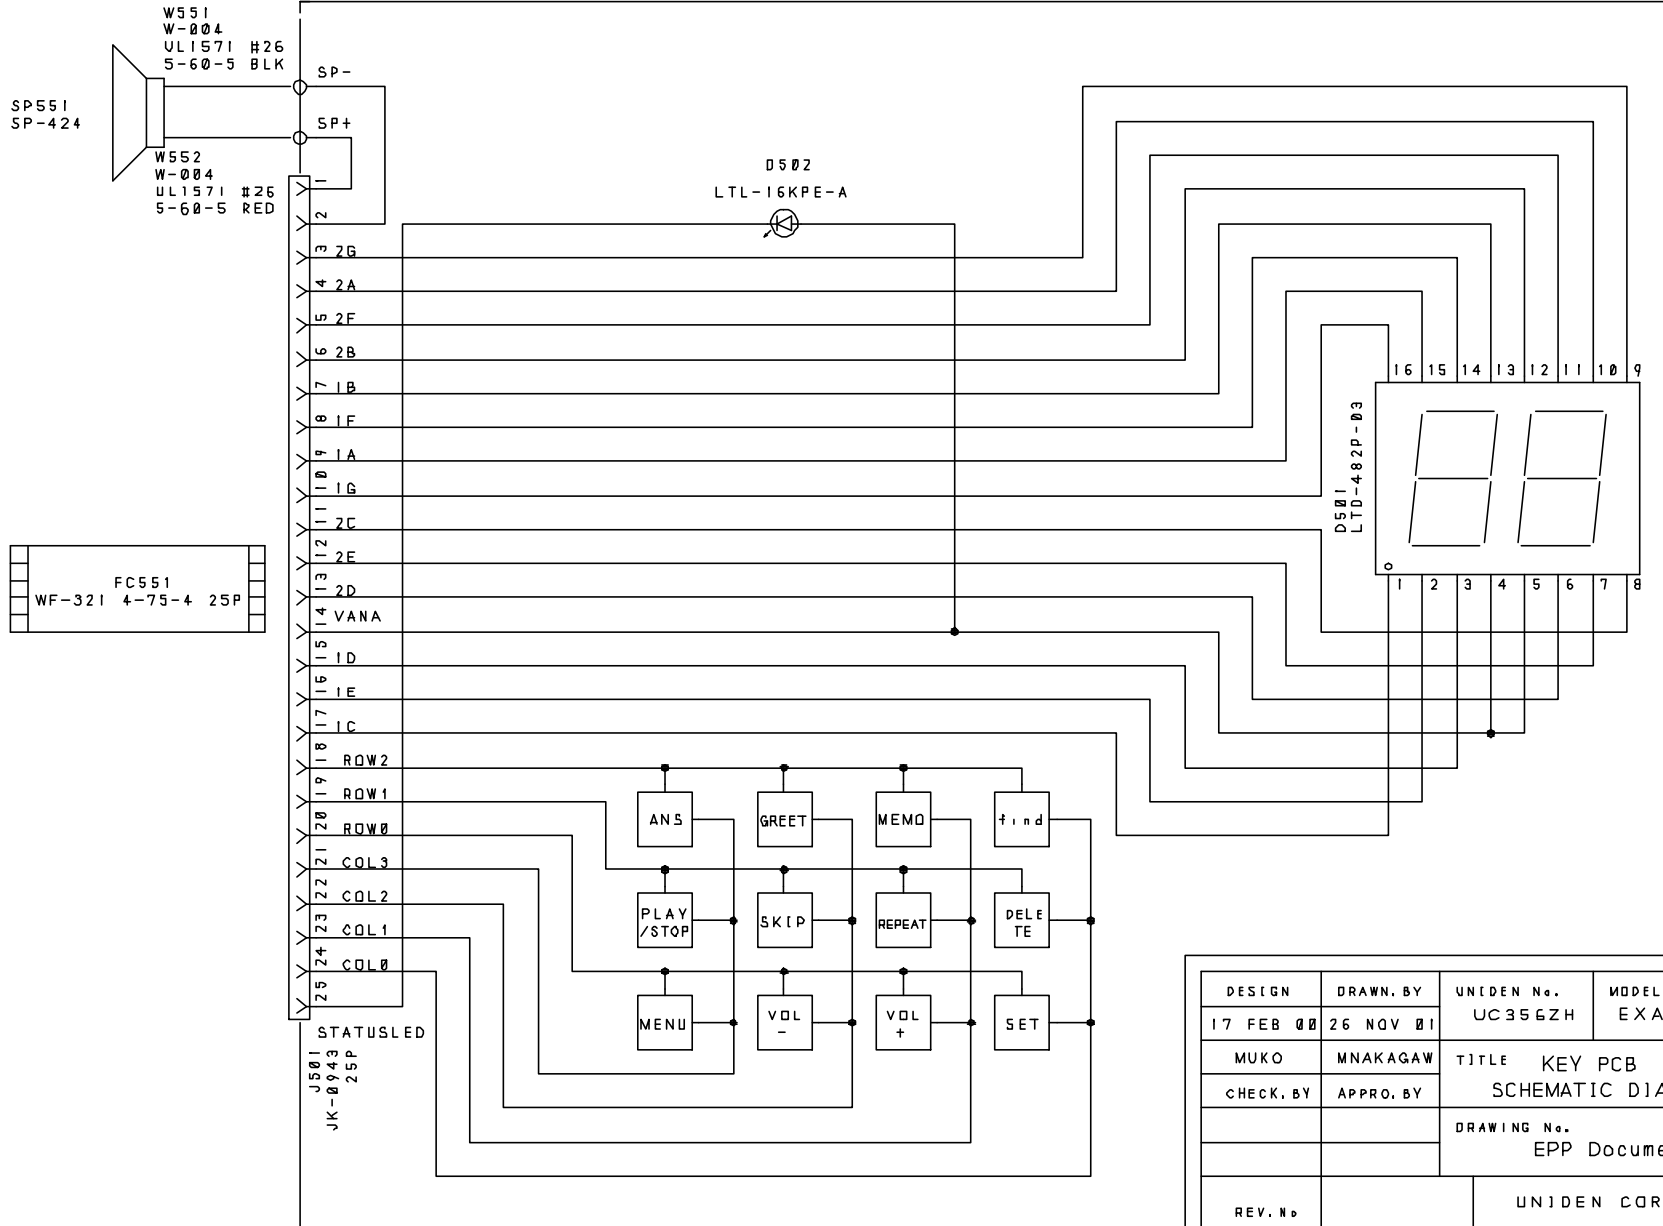 W551
W-004
UL1571 #26
5-60-5 BLK
SP-
SP551
SP-424
SP+
W552
W-004
UL1571 #26
5-60-5 RED
D502
LTL-16KPE-A
1
2
3 2G
4 2A
5 2F
6 2B
7 1B
8 1F
9 1A
10 1G
11 2C
12 2E
13 2D
14 VANA
15 1D
16 1E
17 1C
18 ROW2
19 ROW1
20 ROW0
21 COL3
22 COL2
23 COL1
24 COL0
25
STATUSLED
J501
JK-0943
25P
FC551
WF-321 4-75-4 25P
16 15 14 13 12 11 10 9
D501
LTD-482P-03
1 2 3 4 5 6 7 8
ANS GREET MEMO find
PLAY
/STOP
SKIP
REPEAT
DELE
TE
MENU
VOL
-
VOL
+
SET
DESIGN DRAWN. BY UNIDEN No. MODEL
17 FEB 00 26 NOV 01 UC356ZH EXA
MUKO MNAKAGAW TITLE KEY PCB
CHECK. BY APPRO. BY SCHEMATIC DIA
DRAWING No.
EPP Docume
REV. No UNIDEN COR